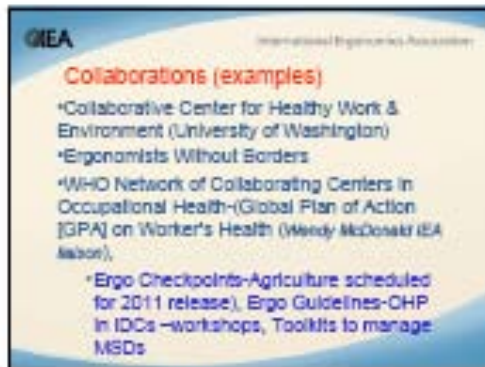 IEA
International Ergonomics Association
Collaborations (examples)
•Collaborative Center for Healthy Work &
Environment (University of Washington)
•Ergonomists Without Borders
•WHO Network of Collaborating Centers in
Occupational Health-(Global Plan of Action
[GPA] on Worker's Health (Wendy McDonald IEA
liaison),
•Ergo Checkpoints-Agriculture scheduled
for 2011 release), Ergo Guidelines-OHP
in IDCs –workshops, Toolkits to manage
MSDs